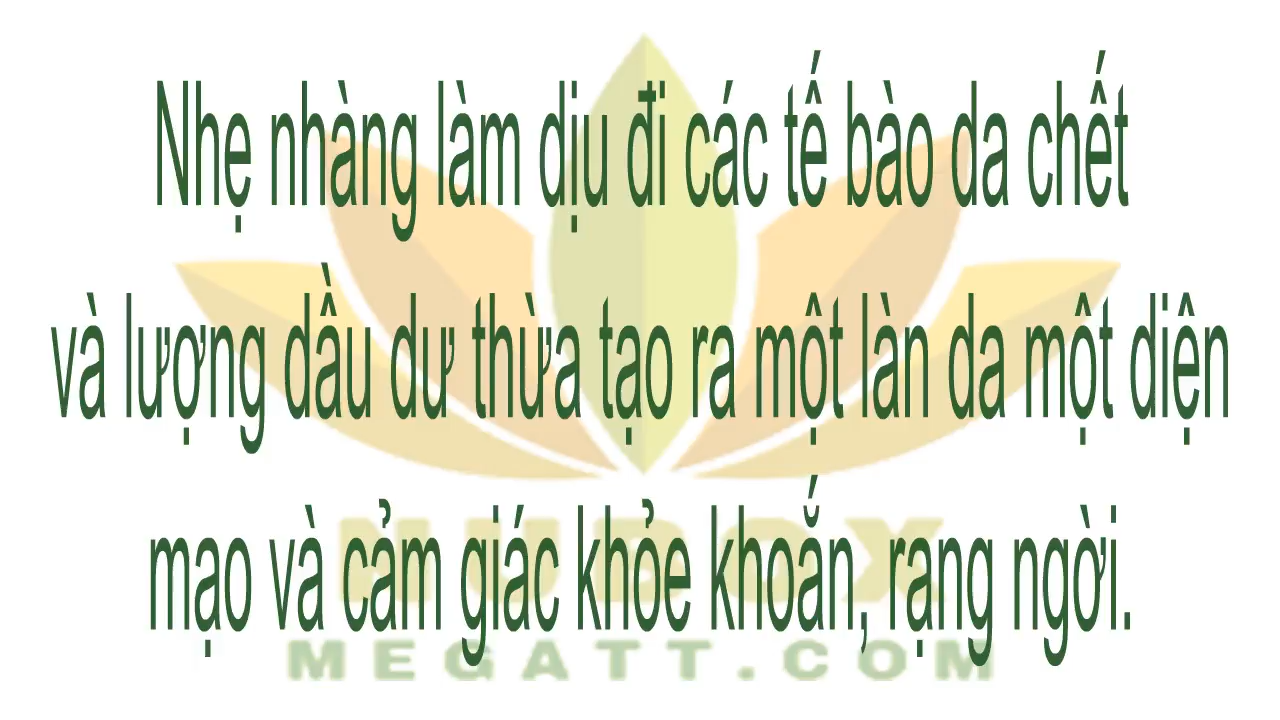 Nhẹ nhàng làm dịu đi các tế bào da chết
và lượng dầu dư thừa tạo ra một làn da một diện
mạo và cảm giác khỏe khoắn, rạng ngời.
NUBOX
MEGATT.COM